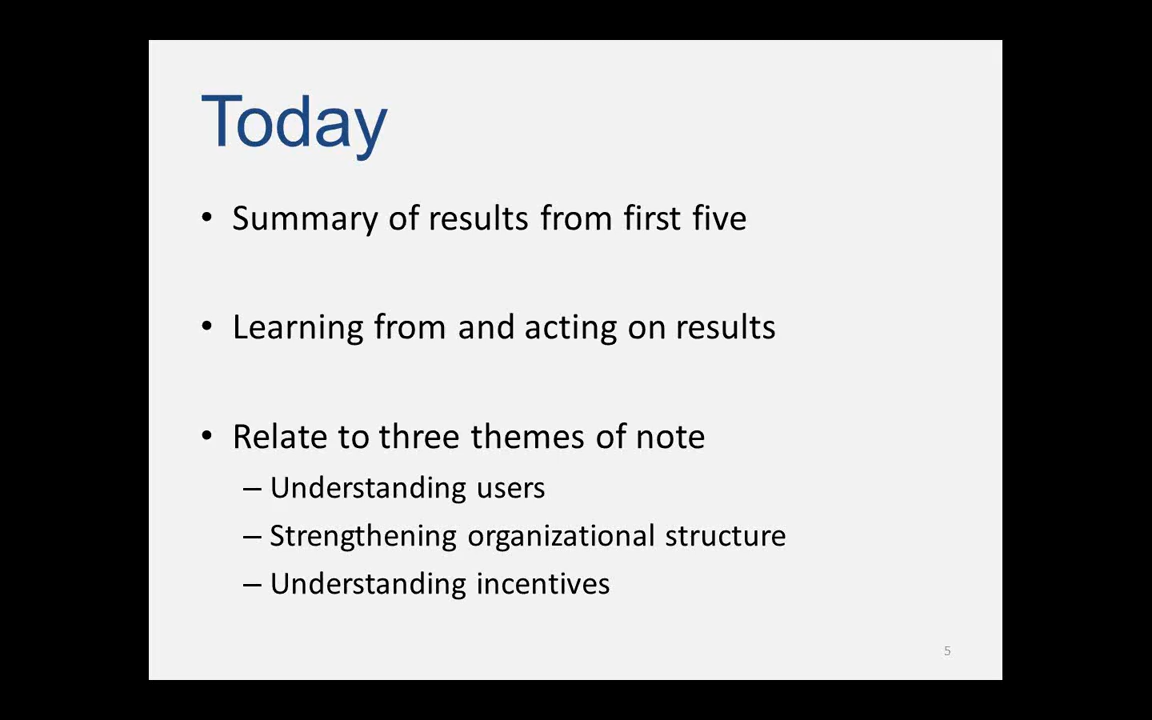 Today
• Summary of results from first five
• Learning from and acting on results
• Relate to three themes of note
– Understanding users
– Strengthening organizational structure
– Understanding incentives
5